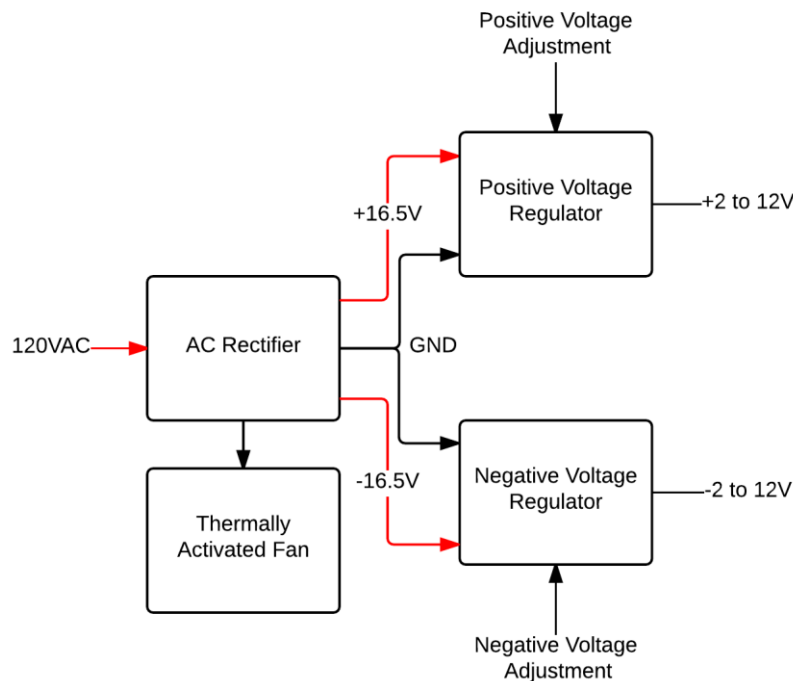 Positive Voltage
Adjustment
Positive Voltage
Regulator
+2 to 12V
+16.5V
120VAC
AC Rectifier
GND
-16.5V
Negative Voltage
Regulator
-2 to 12V
Thermally
Activated Fan
Negative Voltage
Adjustment